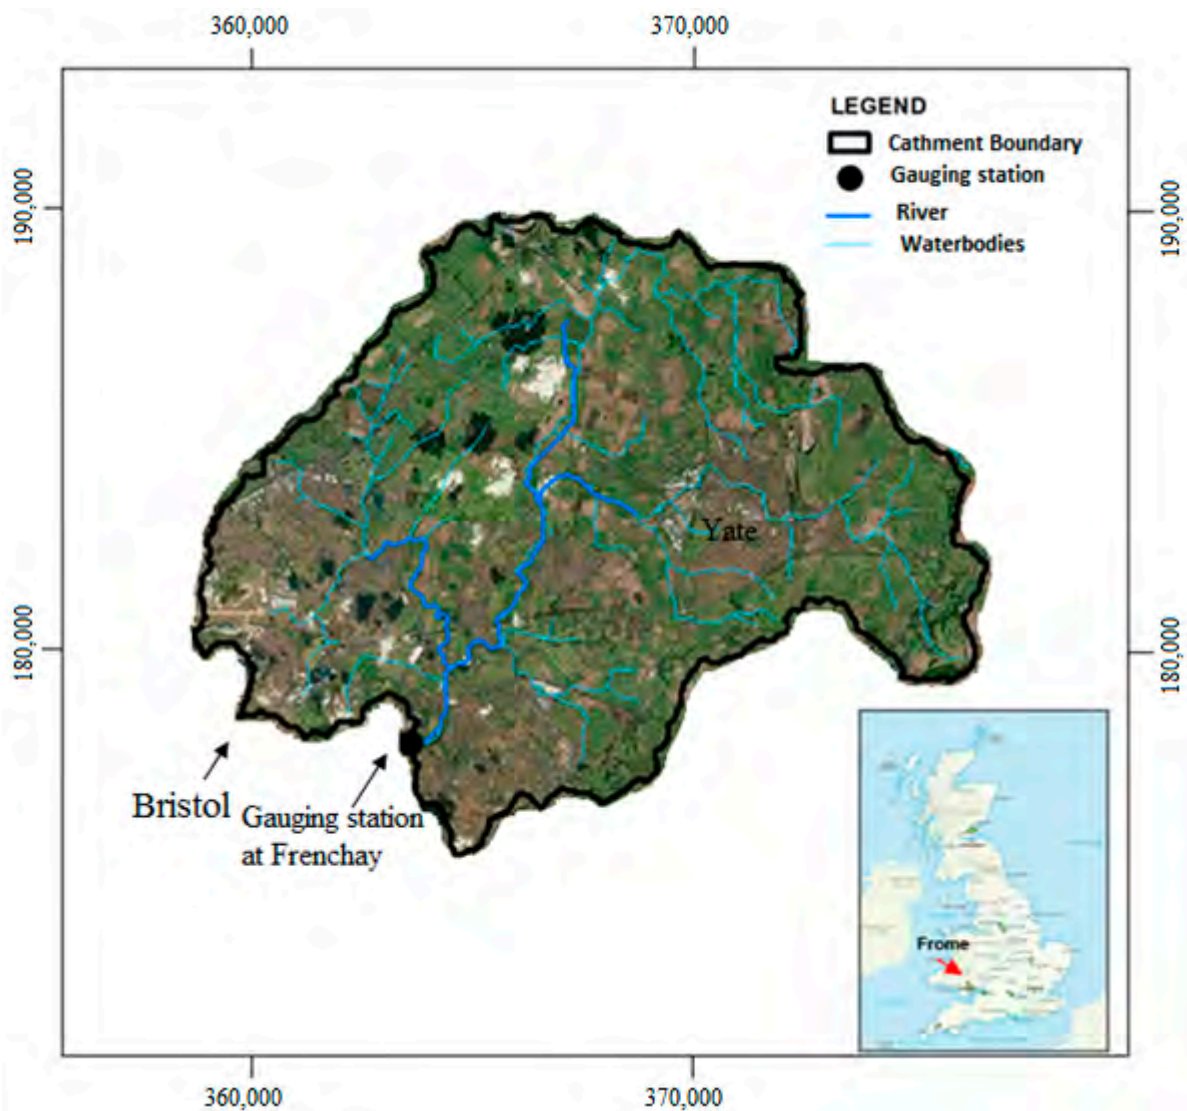 360,000
370,000
LEGEND
Cathment Boundary
Gauging station
River
Waterbodies
190,000
190,000
Yate
180,000
180,000
Bristol
Gauging station
at Frenchay
Frome
360,000
370,000